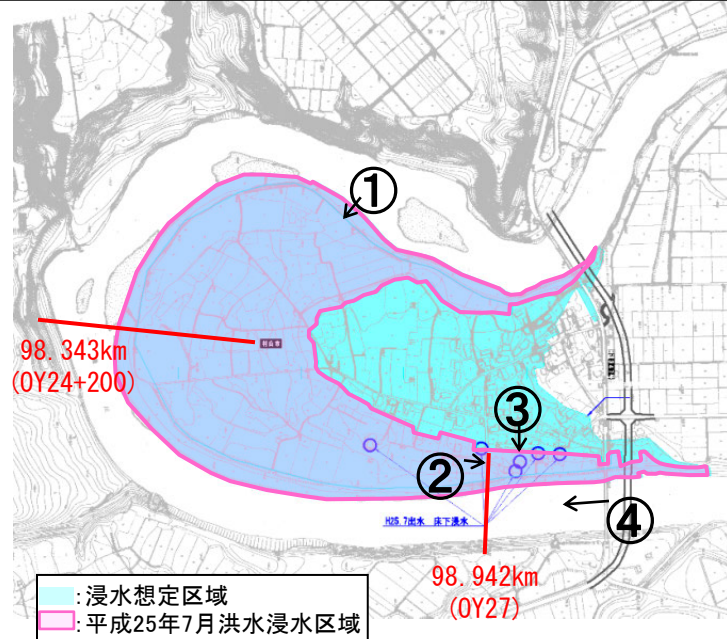 ①
98.343km
(OY24+200)
③
②
④
H25.7出水 床下浸水
98.942km
(OY27)
:浸水想定区域
:平成25年7月洪水浸水区域